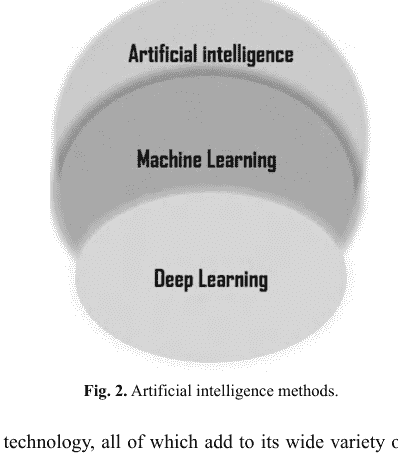 Artificial intelligence
Machine Learning
Deep Learning
Fig. 2. Artificial intelligence methods.
technology, all of which add to its wide variety